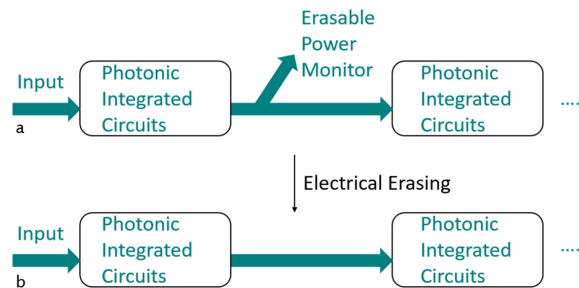 Erasable
Power
Monitor
Input
Photonic
Integrated
Circuits
Photonic
Integrated
Circuits
....
a
Electrical Erasing
Input
Photonic
Integrated
Circuits
Photonic
Integrated
Circuits
....
b